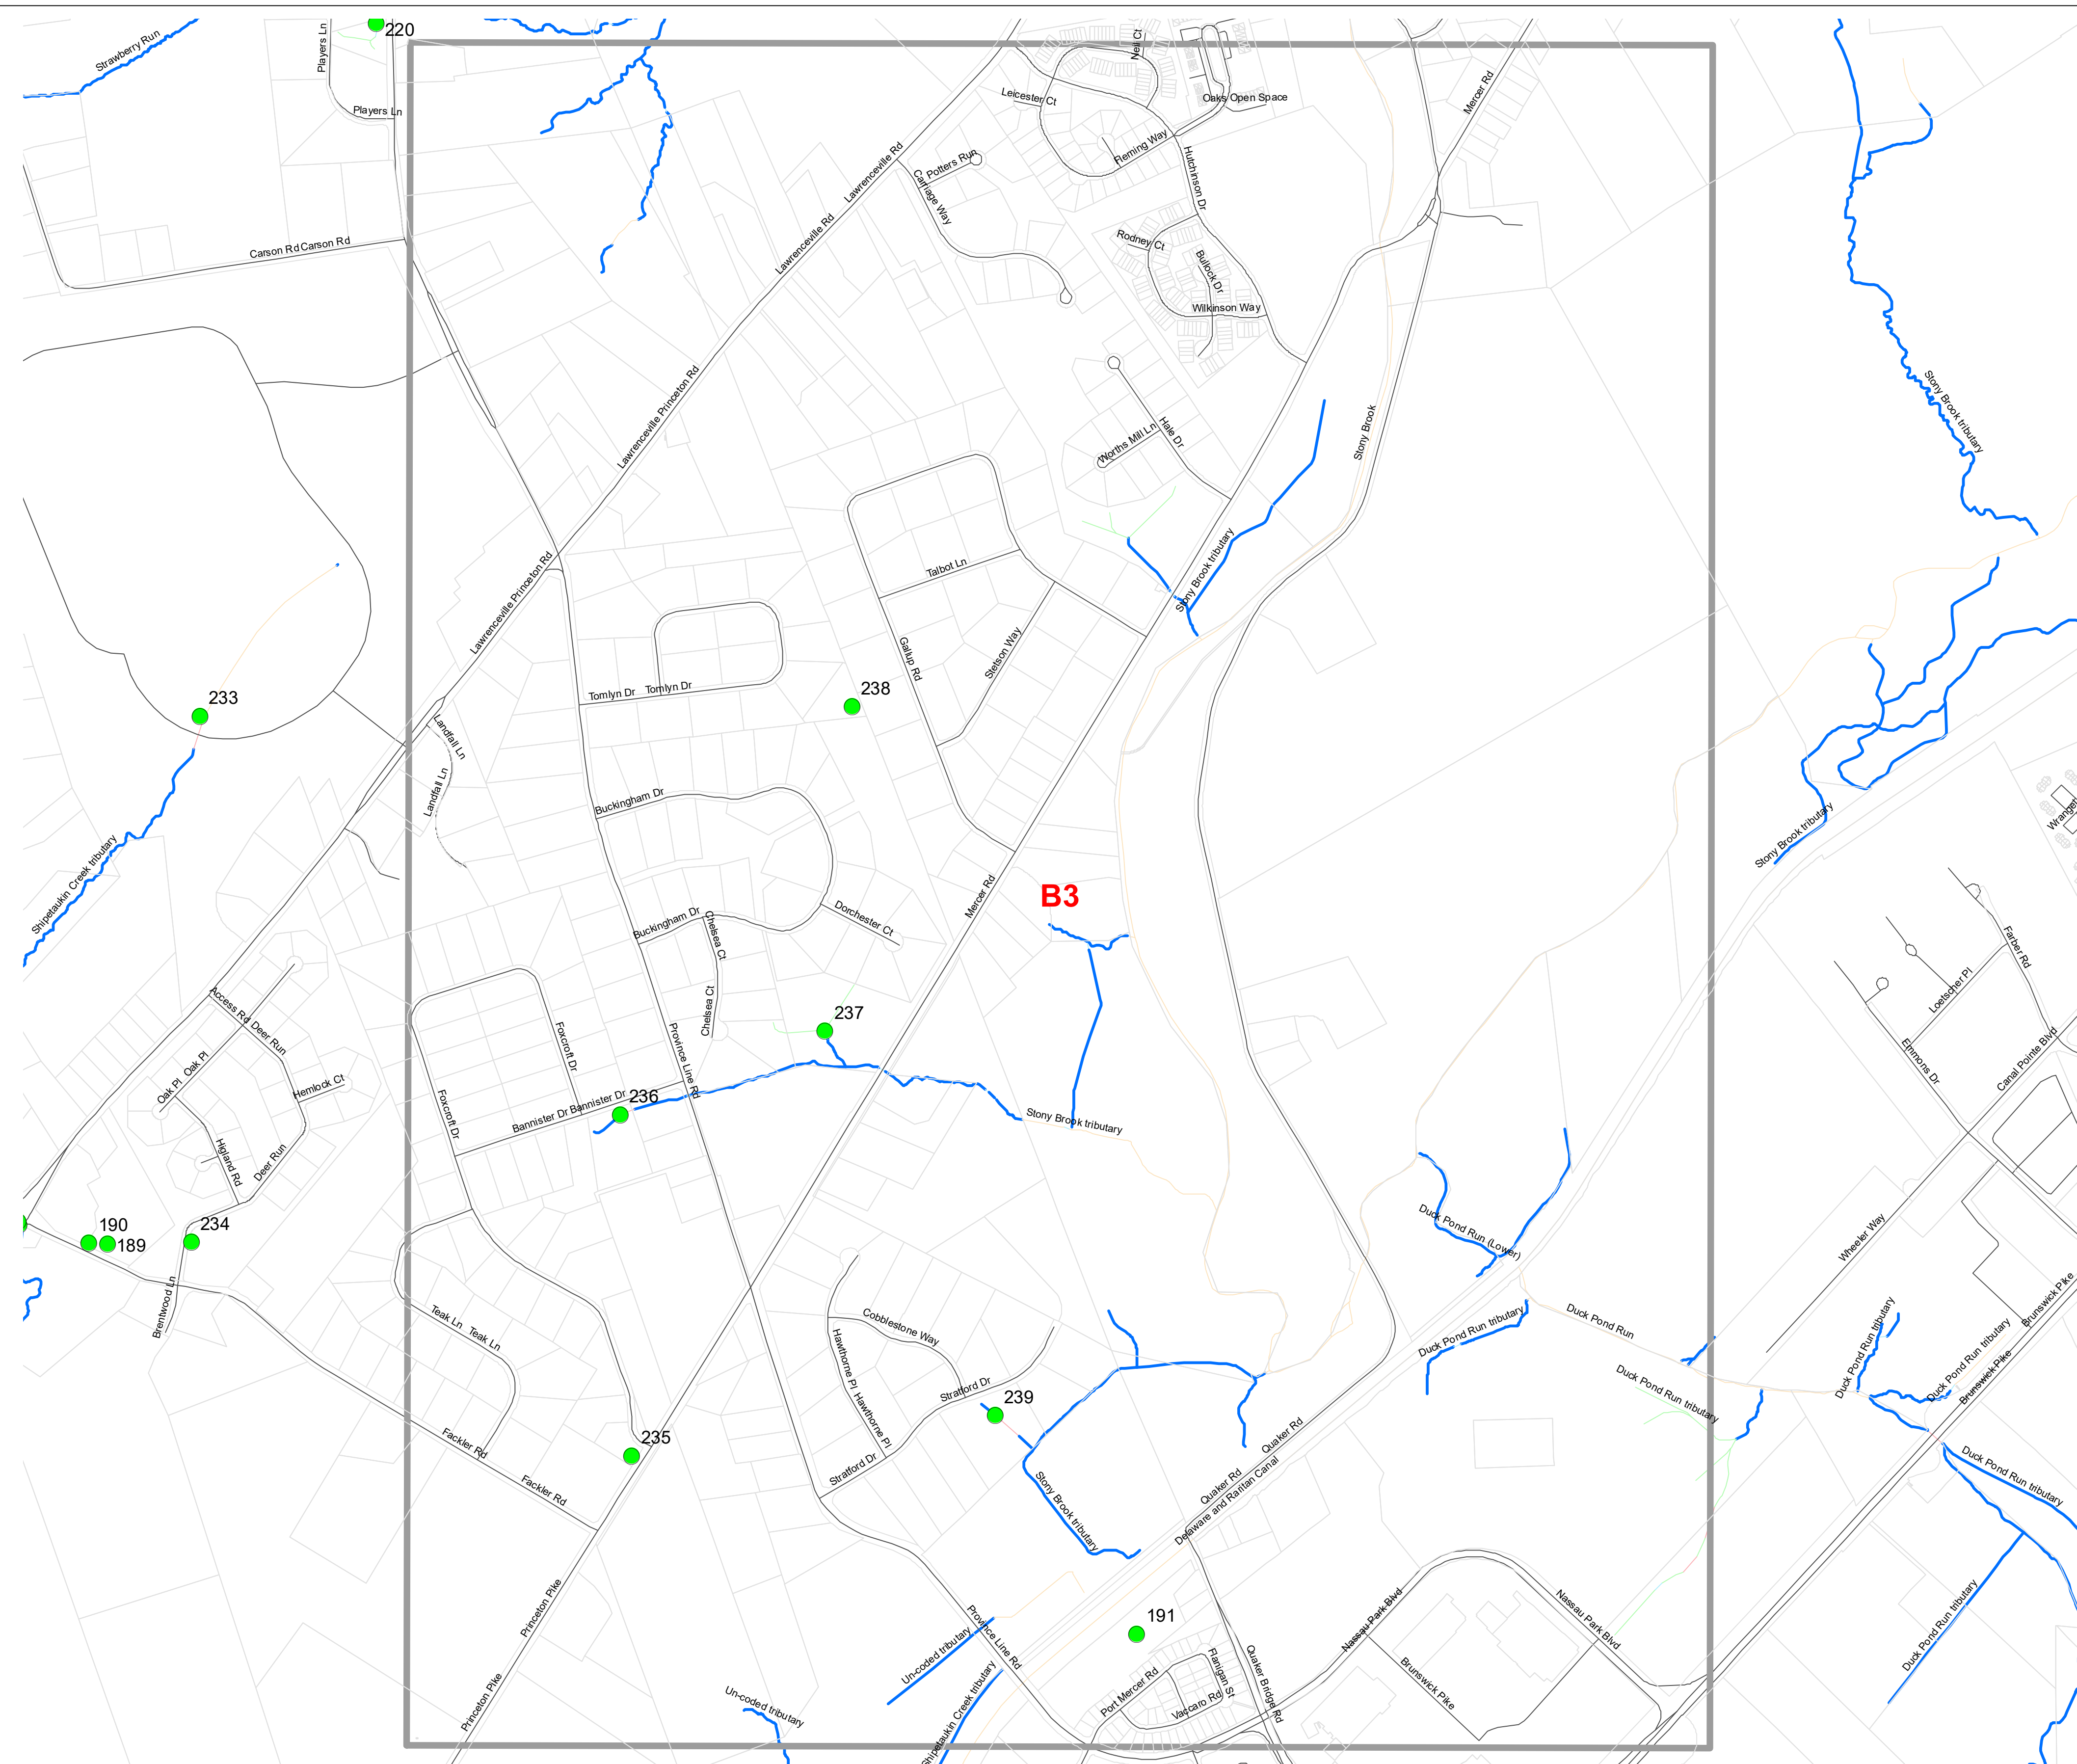 220
Strawberry Run
Players Ln
Players Ln
Neil Ct
Leicester Ct
Oaks Open Space
Mercer Rd
Fleming Way
Lawrenceville Rd
Potters Run
Carriage Way
Hutchinson Dr
Carson Rd Carson Rd
Lawrenceville Rd
Rodney Ct
Bullock Dr
Wilkinson Way
Lawrenceville Princeton Rd
Stony Brook
Stony Brook tributary
Hale Dr
Worths Mill Ln
Lawrenceville Princeton Rd
Talbot Ln
Stony Brook tributary
Gallup Rd
Stetson Way
Tomlyn Dr Tomlyn Dr
238
233
Landfall Ln
Landfall Ln
Buckingham Dr
Stony Brook tributary
Wranger
Shipetaukin Creek tributary
Mercer Rd
B3
Buckingham Dr
Chelsea Ct
Dorchester Ct
Farber Rd
Loetscher Pl
Access Rd
Deer Run
Chelsea Ct
237
Foxcroft Dr
Province Line Rd
Emmons Dr
Canal Pointe Blvd
Oak Pl Oak Pl
Hemlock Ct
Foxcroft Dr
Bannister Dr Bannister Dr
236
Stony Brook tributary
Higland Rd
Deer Run
190
189
234
Duck Pond Run (Lower)
Wheeler Way
Brentwood Ln
Teak Ln Teak Ln
Cobblestone Way
Hawthorne Pl Hawthorne Pl
Duck Pond Run tributary
Duck Pond Run
Duck Pond Run tributary
Duck Pond Run tributary
Brunswick Pike
Brunswick Pike
Duck Pond Run tributary
Stratford Dr
239
Stratford Dr
Fackler Rd
235
Fackler Rd
Quaker Rd
Quaker Rd
Delaware and Raritan Canal
Stony Brook tributary
Duck Pond Run tributary
Princeton Pike
Province Line Rd
191
Nassau Park Blvd
Nassau Park Blvd
Duck Pond Run tributary
Un-coded tributary
Princeton Pike
Un-coded tributary
Shipetaukin Creek tributary
Port Mercer Rd
Flanigan St
Vaccaro Rd
Quaker Bridge Rd
Brunswick Pike